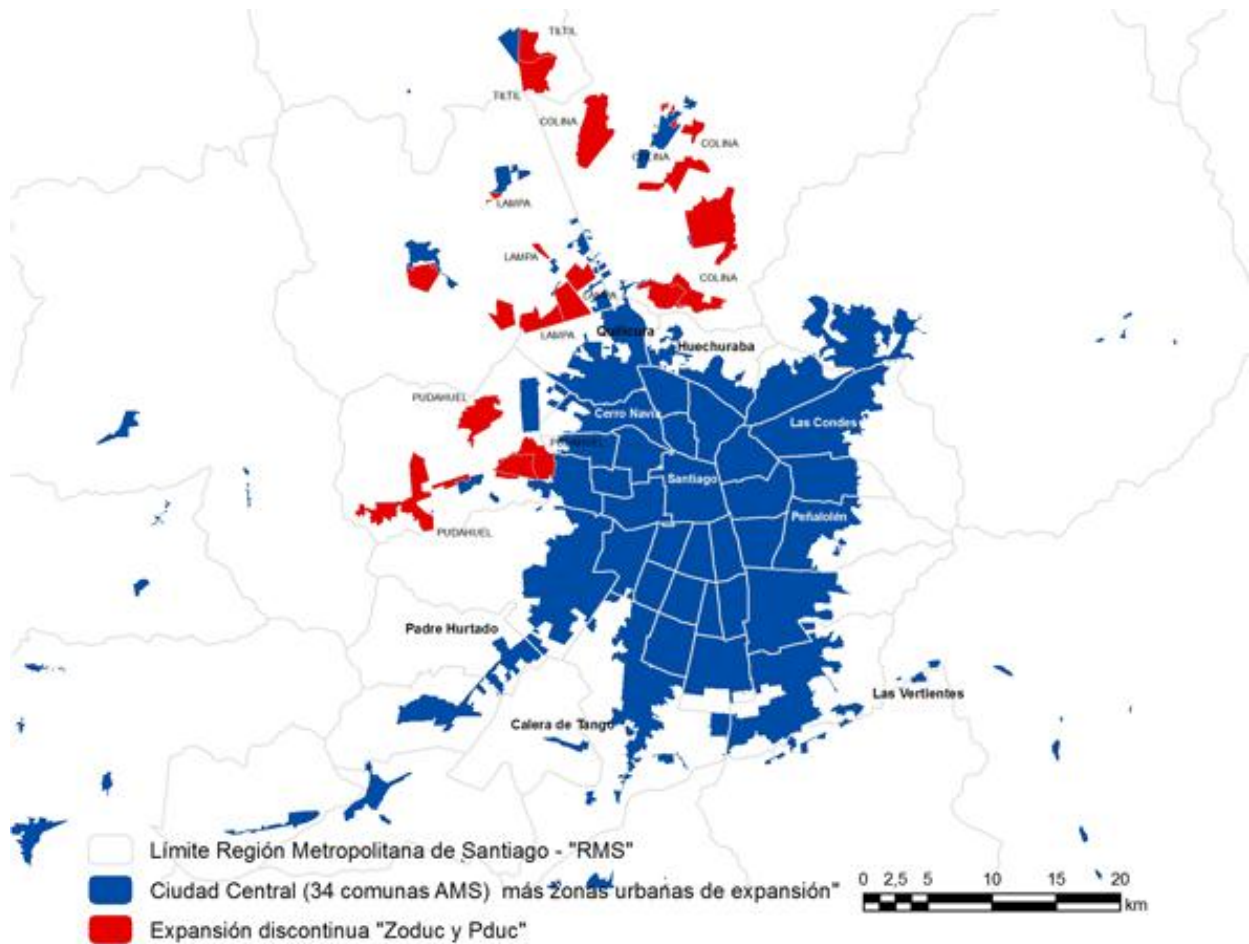 TILTIL
TILTIL
COLINA
COLINA
COLINA
LAMPA
LAMPA
COLINA
LAMPA
LAMPA
Quilicura
Huechuraba
PUDAHUEL
Cerro Navia
Las Condes
PUDAHUEL
Santiago
Peñalolén
PUDAHUEL
Padre Hurtado
Las Vertientes
Calera de Tango
Límite Región Metropolitana de Santiago - "RMS"
Ciudad Central (34 comunas AMS) más zonas urbanas de expansión"
Expansión discontinua "Zoduc y Pduc"
0 2,5 5 10 15 20
km